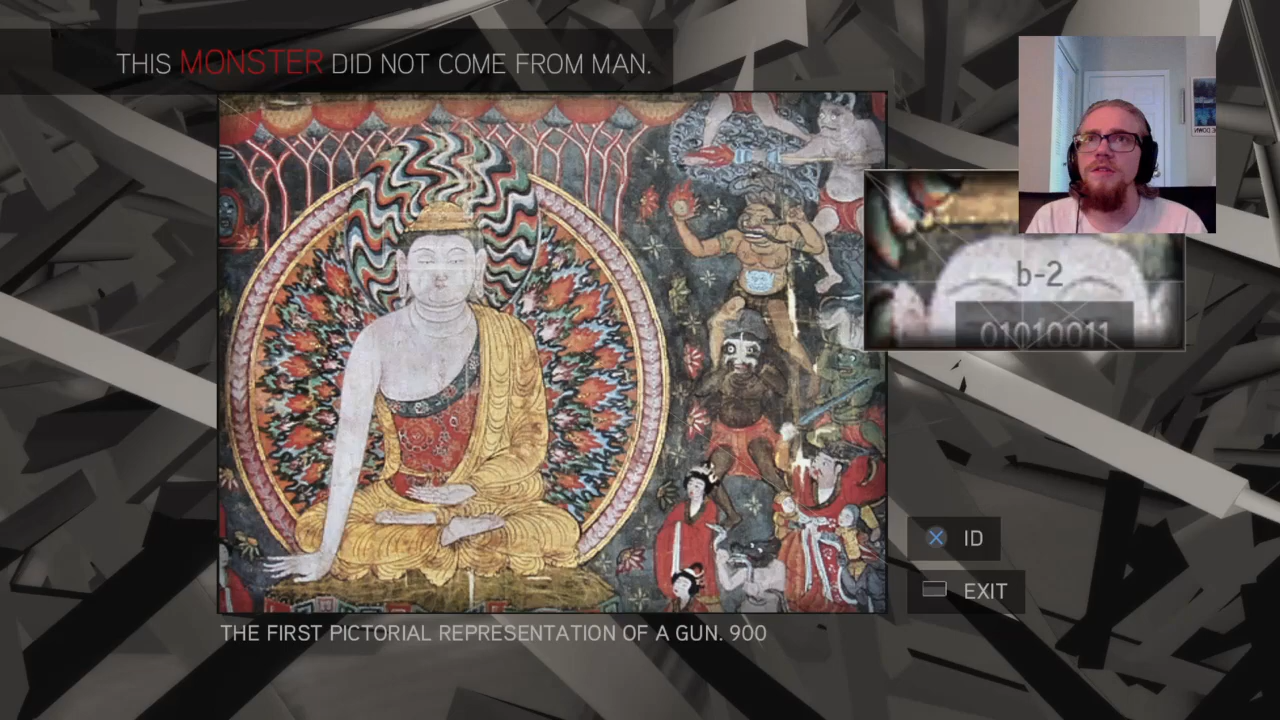 THIS MONSTER DID NOT COME FROM MAN.
b-2
01010011
ID
EXIT
THE FIRST PICTORIAL REPRESENTATION OF A GUN. 900